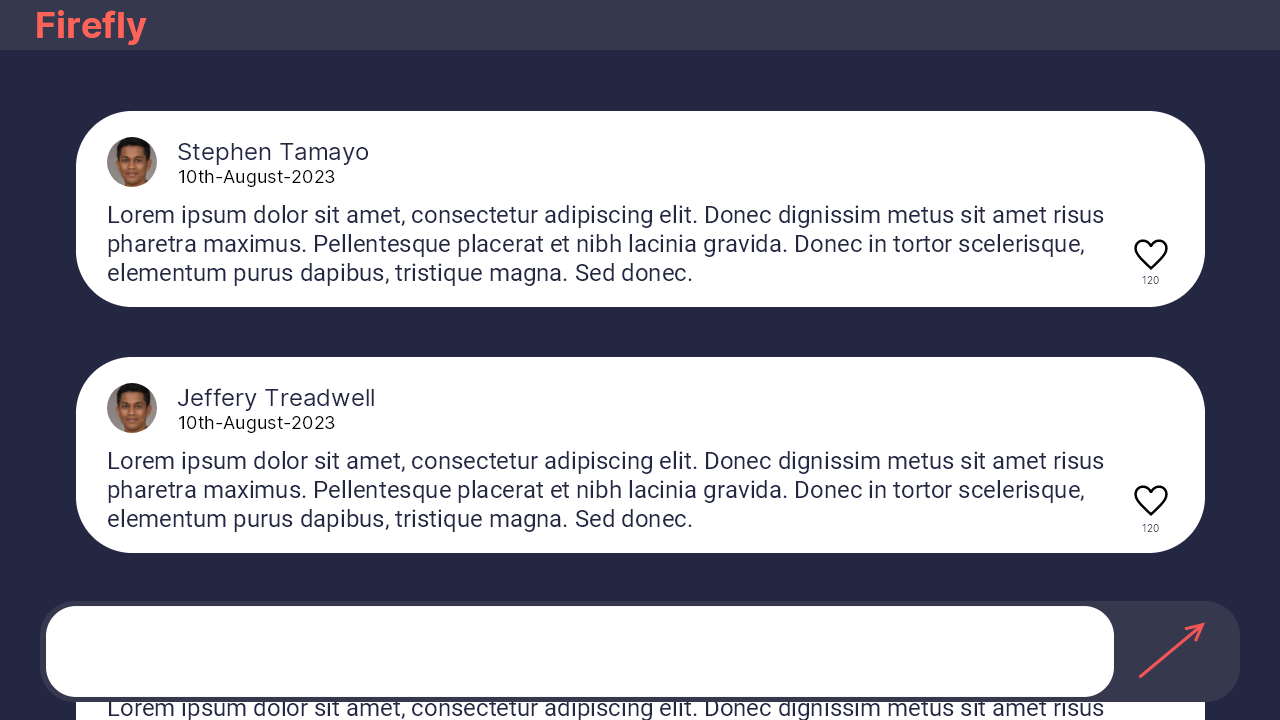 Firefly
Stephen Tamayo
10th-August-2023
Lorem ipsum dolor sit amet, consectetur adipiscing elit. Donec dignissim metus sit amet risus
pharetra maximus. Pellentesque placerat et nibh lacinia gravida. Donec in tortor scelerisque,
elementum purus dapibus, tristique magna. Sed donec.
120
Jeffery Treadwell
10th-August-2023
Lorem ipsum dolor sit amet, consectetur adipiscing elit. Donec dignissim metus sit amet risus
pharetra maximus. Pellentesque placerat et nibh lacinia gravida. Donec in tortor scelerisque,
elementum purus dapibus, tristique magna. Sed donec.
120
Lorem ipsum dolor sit amet, consectetur adipiscing elit. Donec dignissim metus sit amet risus